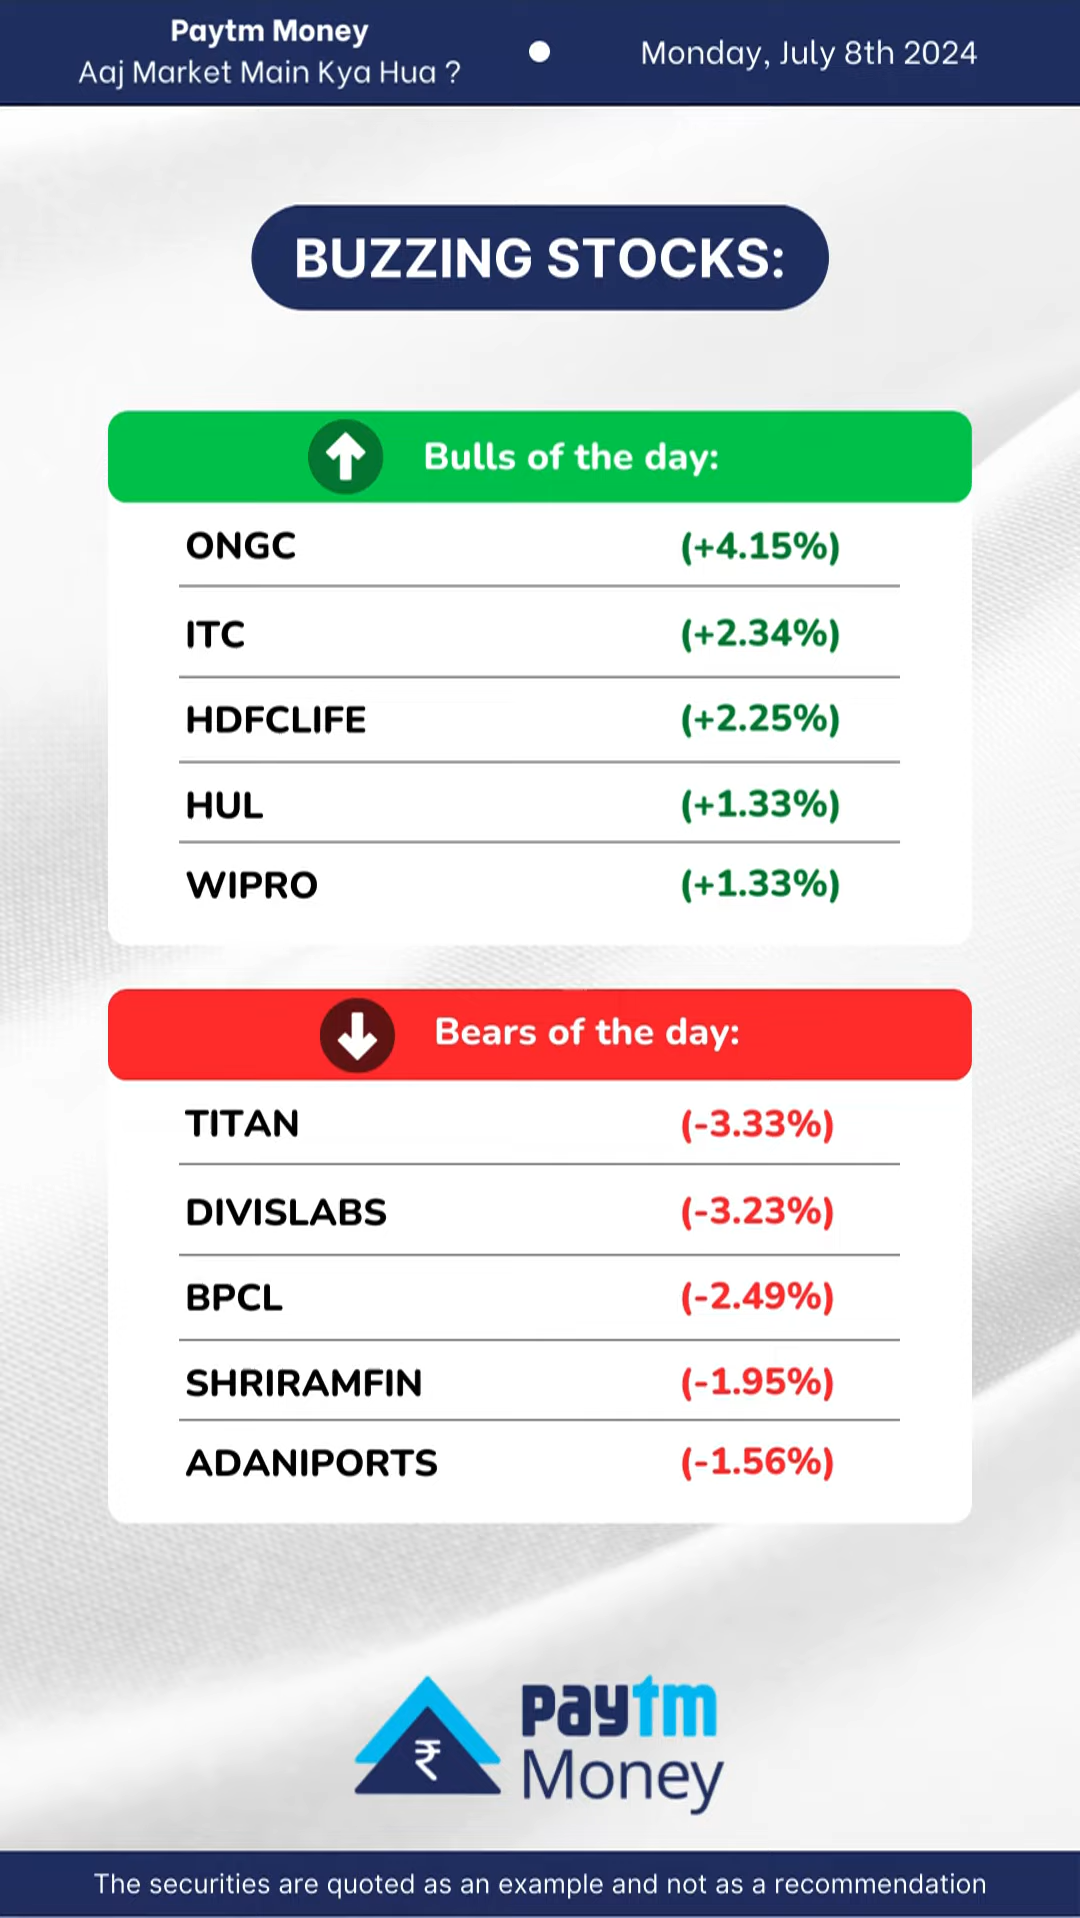 Paytm Money
Aaj Market Main Kya Hua ?
Monday, July 8th 2024
BUZZING STOCKS:
Bulls of the day:
ONGC (+4.15%)
ITC (+2.34%)
HDFCLIFE (+2.25%)
HUL (+1.33%)
WIPRO (+1.33%)
Bears of the day:
TITAN (-3.33%)
DIVISLABS (-3.23%)
BPCL (-2.49%)
SHRIRAMFIN (-1.95%)
ADANIPORTS (-1.56%)
₹
paytm
Money
The securities are quoted as an example and not as a recommendation